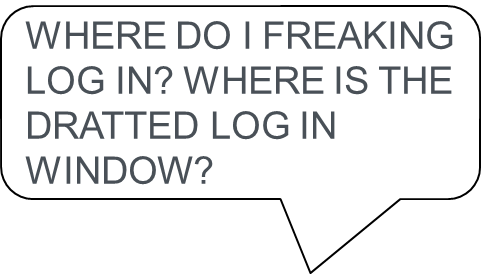 WHERE DO I FREAKING
LOG IN? WHERE IS THE
DRATTED LOG IN
WINDOW?